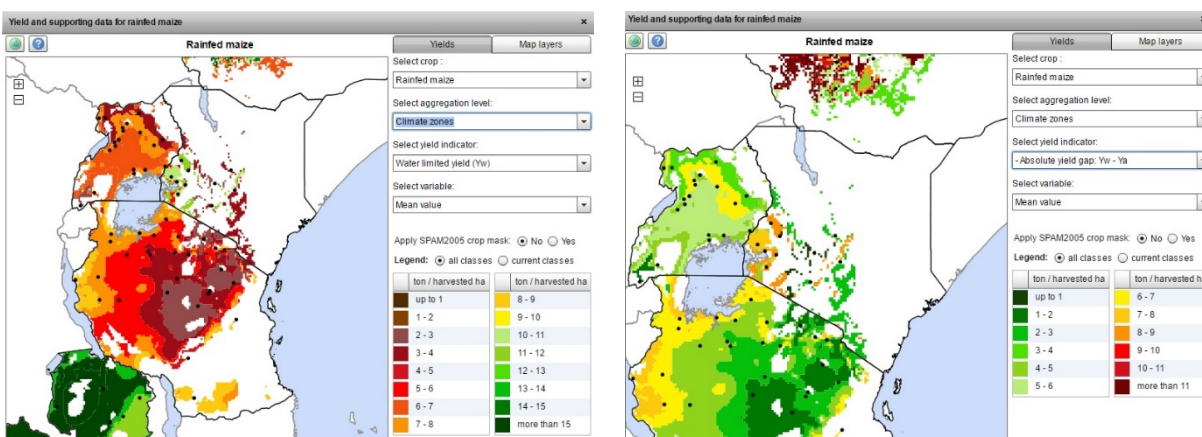 Yield and supporting data for rainfed maize
Rainfed maize
Yields
Map layers
Select crop :
Rainfed maize
Select aggregation level:
Climate zones
Select yield indicator:
Water limited yield (Yw)
Select variable:
Mean value
Apply SPAM2005 crop mask: No Yes
Legend: all classes current classes
ton / harvested ha ton / harvested ha
up to 1 8 - 9
1 - 2 9 - 10
2 - 3 10 - 11
3 - 4 11 - 12
4 - 5 12 - 13
5 - 6 13 - 14
6 - 7 14 - 15
7 - 8 more than 15
Yield and supporting data for rainfed maize
Rainfed maize
Yields
Map layers
Select crop :
Rainfed maize
Select aggregation level:
Climate zones
Select yield indicator:
- Absolute yield gap: Yw - Ya
Select variable:
Mean value
Apply SPAM2005 crop mask: No Yes
Legend: all classes current classes
ton / harvested ha ton / harvested ha
up to 1 6 - 7
1 - 2 7 - 8
2 - 3 8 - 9
3 - 4 9 - 10
4 - 5 10 - 11
5 - 6 more than 11